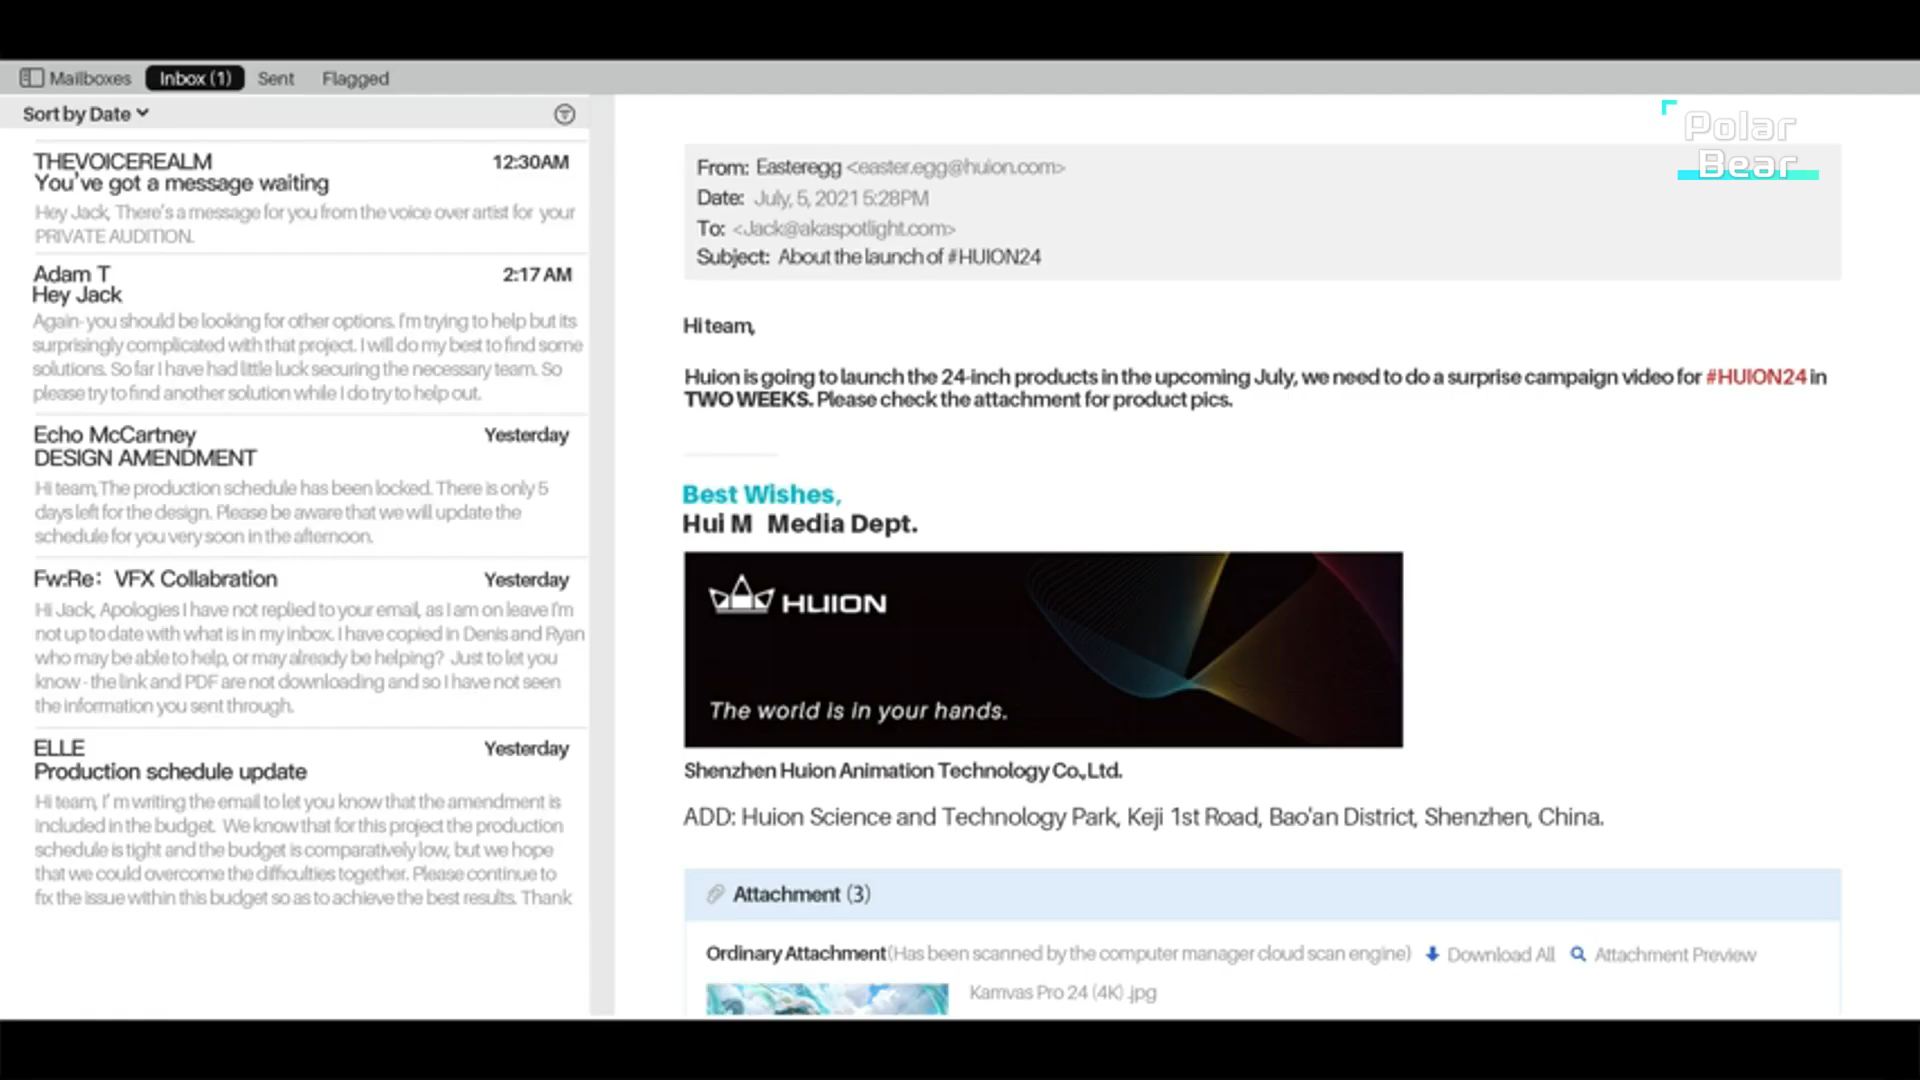 Mailboxes Inbox (1) Sent Flagged
Sort by Date
THEVOICEREALM 12:30AM
You've got a message waiting
Hey Jack, There's a message for you from the voice over artist for your
PRIVATE AUDITION.
Adam T 2:17 AM
Hey Jack
Again- you should be looking for other options. I'm trying to help but its
surprisingly complicated with that project. I will do my best to find some
solutions. So far I have had little luck securing the necessary team. So
please try to find another solution while I do try to help out.
Echo McCartney Yesterday
DESIGN AMENDMENT
Hi team,The production schedule has been locked. There is only 5
days left for the design. Please be aware that we will update the
schedule for you very soon in the afternoon.
Fw:Re: VFX Collabration Yesterday
Hi Jack, Apologies I have not replied to your email, as I am on leave I'm
not up to date with what is in my inbox. I have copied in Denis and Ryan
who may be able to help, or may already be helping? Just to let you
know - the link and PDF are not downloading and so I have not seen
the information you sent through.
ELLE Yesterday
Production schedule update
Hi team, I' m writing the email to let you know that the amendment is
included in the budget. We know that for this project the production
schedule is tight and the budget is comparatively low, but we hope
that we could overcome the difficulties together. Please continue to
fix the issue within this budget so as to achieve the best results. Thank
Polar
Bear
From: Easteregg <easter.egg@huion.com>
Date: July, 5, 2021 5:28PM
To: <Jack@akaspotlight.com>
Subject: About the launch of #HUION24
Hi team,
Huion is going to launch the 24-inch products in the upcoming July, we need to do a surprise campaign video for #HUION24 in
TWO WEEKS. Please check the attachment for product pics.
Best Wishes,
Hui M Media Dept.
HUION
The world is in your hands.
Shenzhen Huion Animation Technology Co.,Ltd.
ADD: Huion Science and Technology Park, Keji 1st Road, Bao'an District, Shenzhen, China.
Attachment (3)
Ordinary Attachment(Has been scanned by the computer manager cloud scan engine) Download All Attachment Preview
Kamvas Pro 24 (4K) .jpg